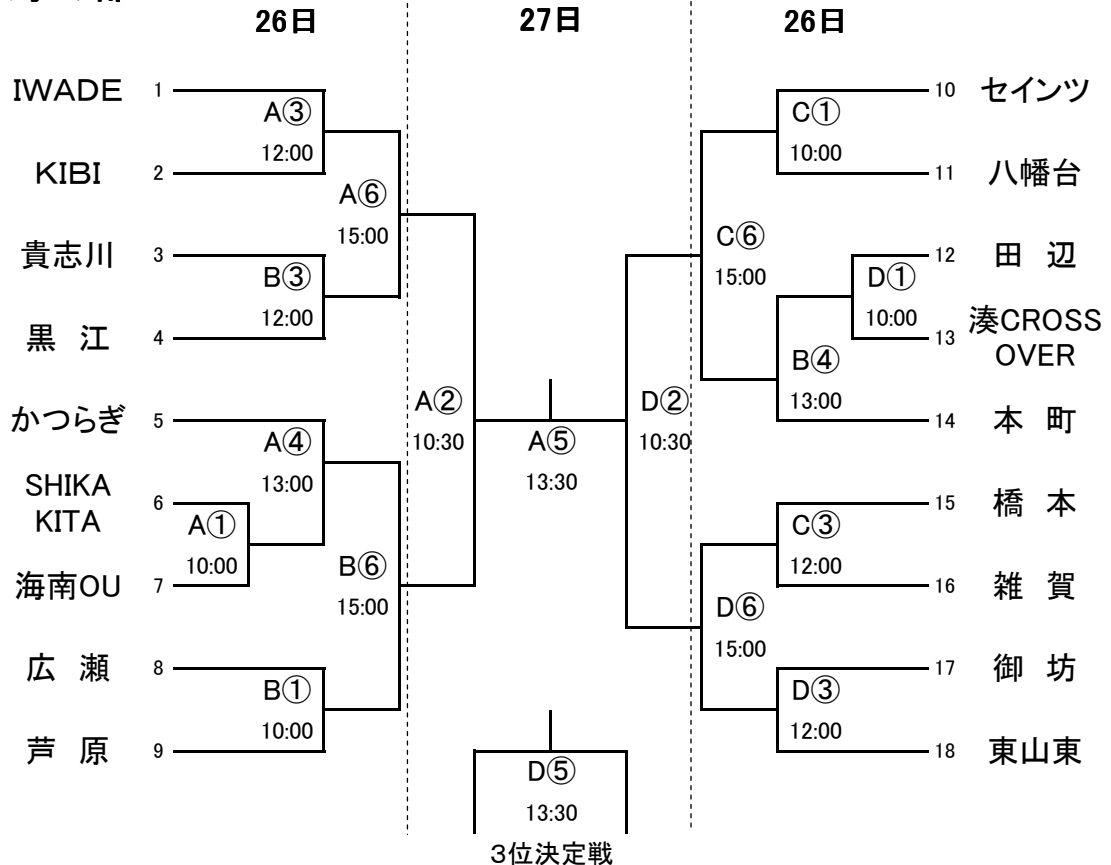 26日
27日
26日
IWADE
1
A③
12:00
KIBI
2
A⑥
15:00
貴志川
3
B③
12:00
黒 江
4
かつらぎ
5
A④
13:00
SHIKA
KITA
6
A①
10:00
海南OU
7
B⑥
15:00
広 瀬
8
B①
10:00
芦 原
9
A②
10:30
A⑤
13:30
D②
10:30
D⑤
13:30
3位決定戦
10
セインツ
C①
10:00
11
八幡台
C⑥
15:00
12
田 辺
D①
10:00
13
湊CROSS
OVER
B④
13:00
14
本 町
15
橋 本
C③
12:00
16
雑 賀
D⑥
15:00
17
御 坊
D③
12:00
18
東山東